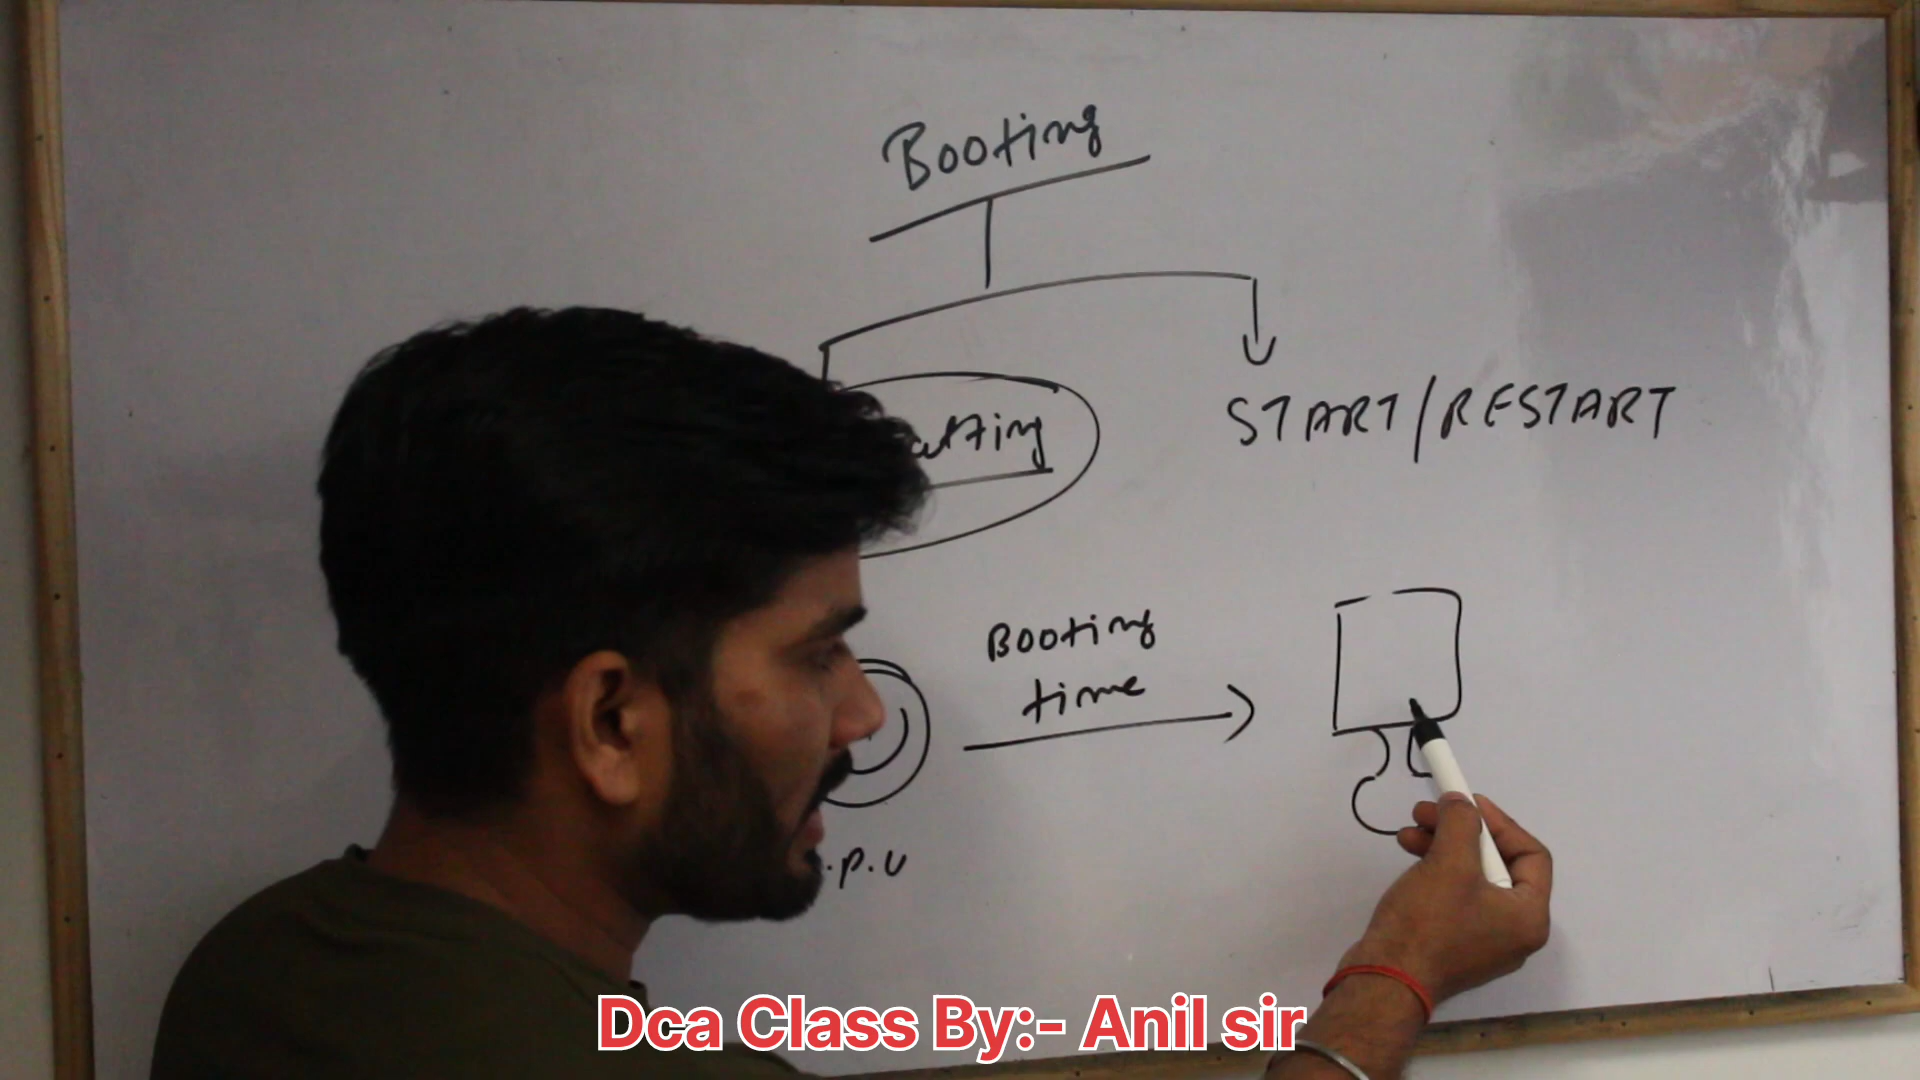 Booting
START/RESTART
Booting
time
.P.U
Dca Class By:- Anil sir